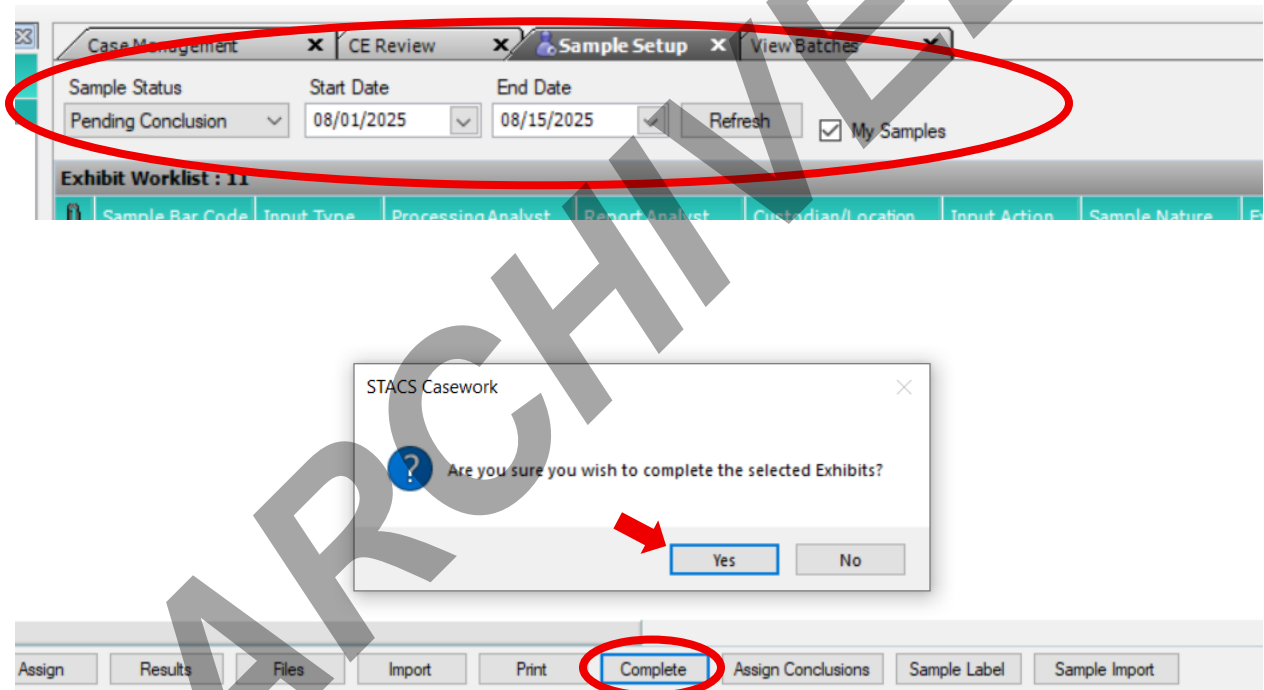 Case Management CE Review Sample Setup View Batches
Sample Status Start Date End Date
Pending Conclusion 08/01/2025 08/15/2025 Refresh My Samples
Exhibit Worklist : 11
Sample Bar Code Input Type Processing Analyst Report Analyst Custodian/Location Input Action Sample Nature
STACS Casework
? Are you sure you wish to complete the selected Exhibits?
Yes No
Assign Results Files Import Print Complete Assign Conclusions Sample Label Sample Import
ARCHIVE